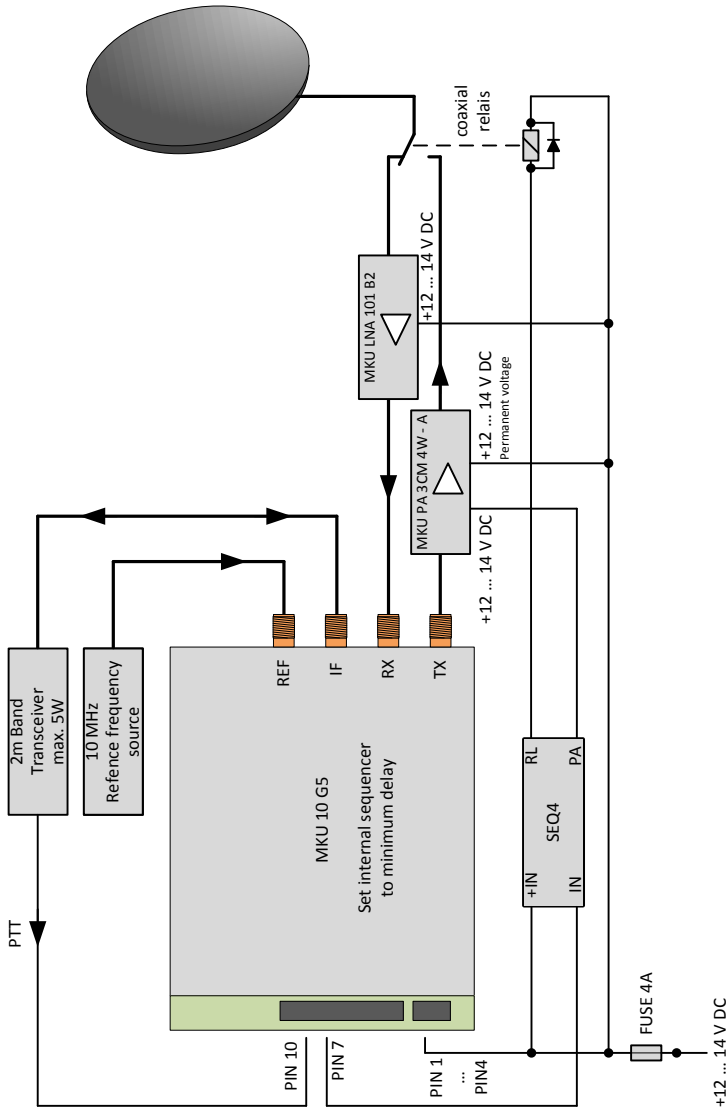 2m Band
Transceiver
max. 5W
10 MHz
Refence frequency
source
PTT
REF
IF
RX
TX
MKU 10 G5
Set internal sequencer
to minimum delay
PIN 10
PIN 7
PIN 1
...
PIN4
MKU LNA 101 B2
+12 ... 14 V DC
MKU PA 3CM 4W - A
+12 ... 14 V DC
Permanent voltage
+12 ... 14 V DC
coaxial
relais
+IN
RL
SEQ4
IN
PA
FUSE 4A
+12 ... 14 V DC